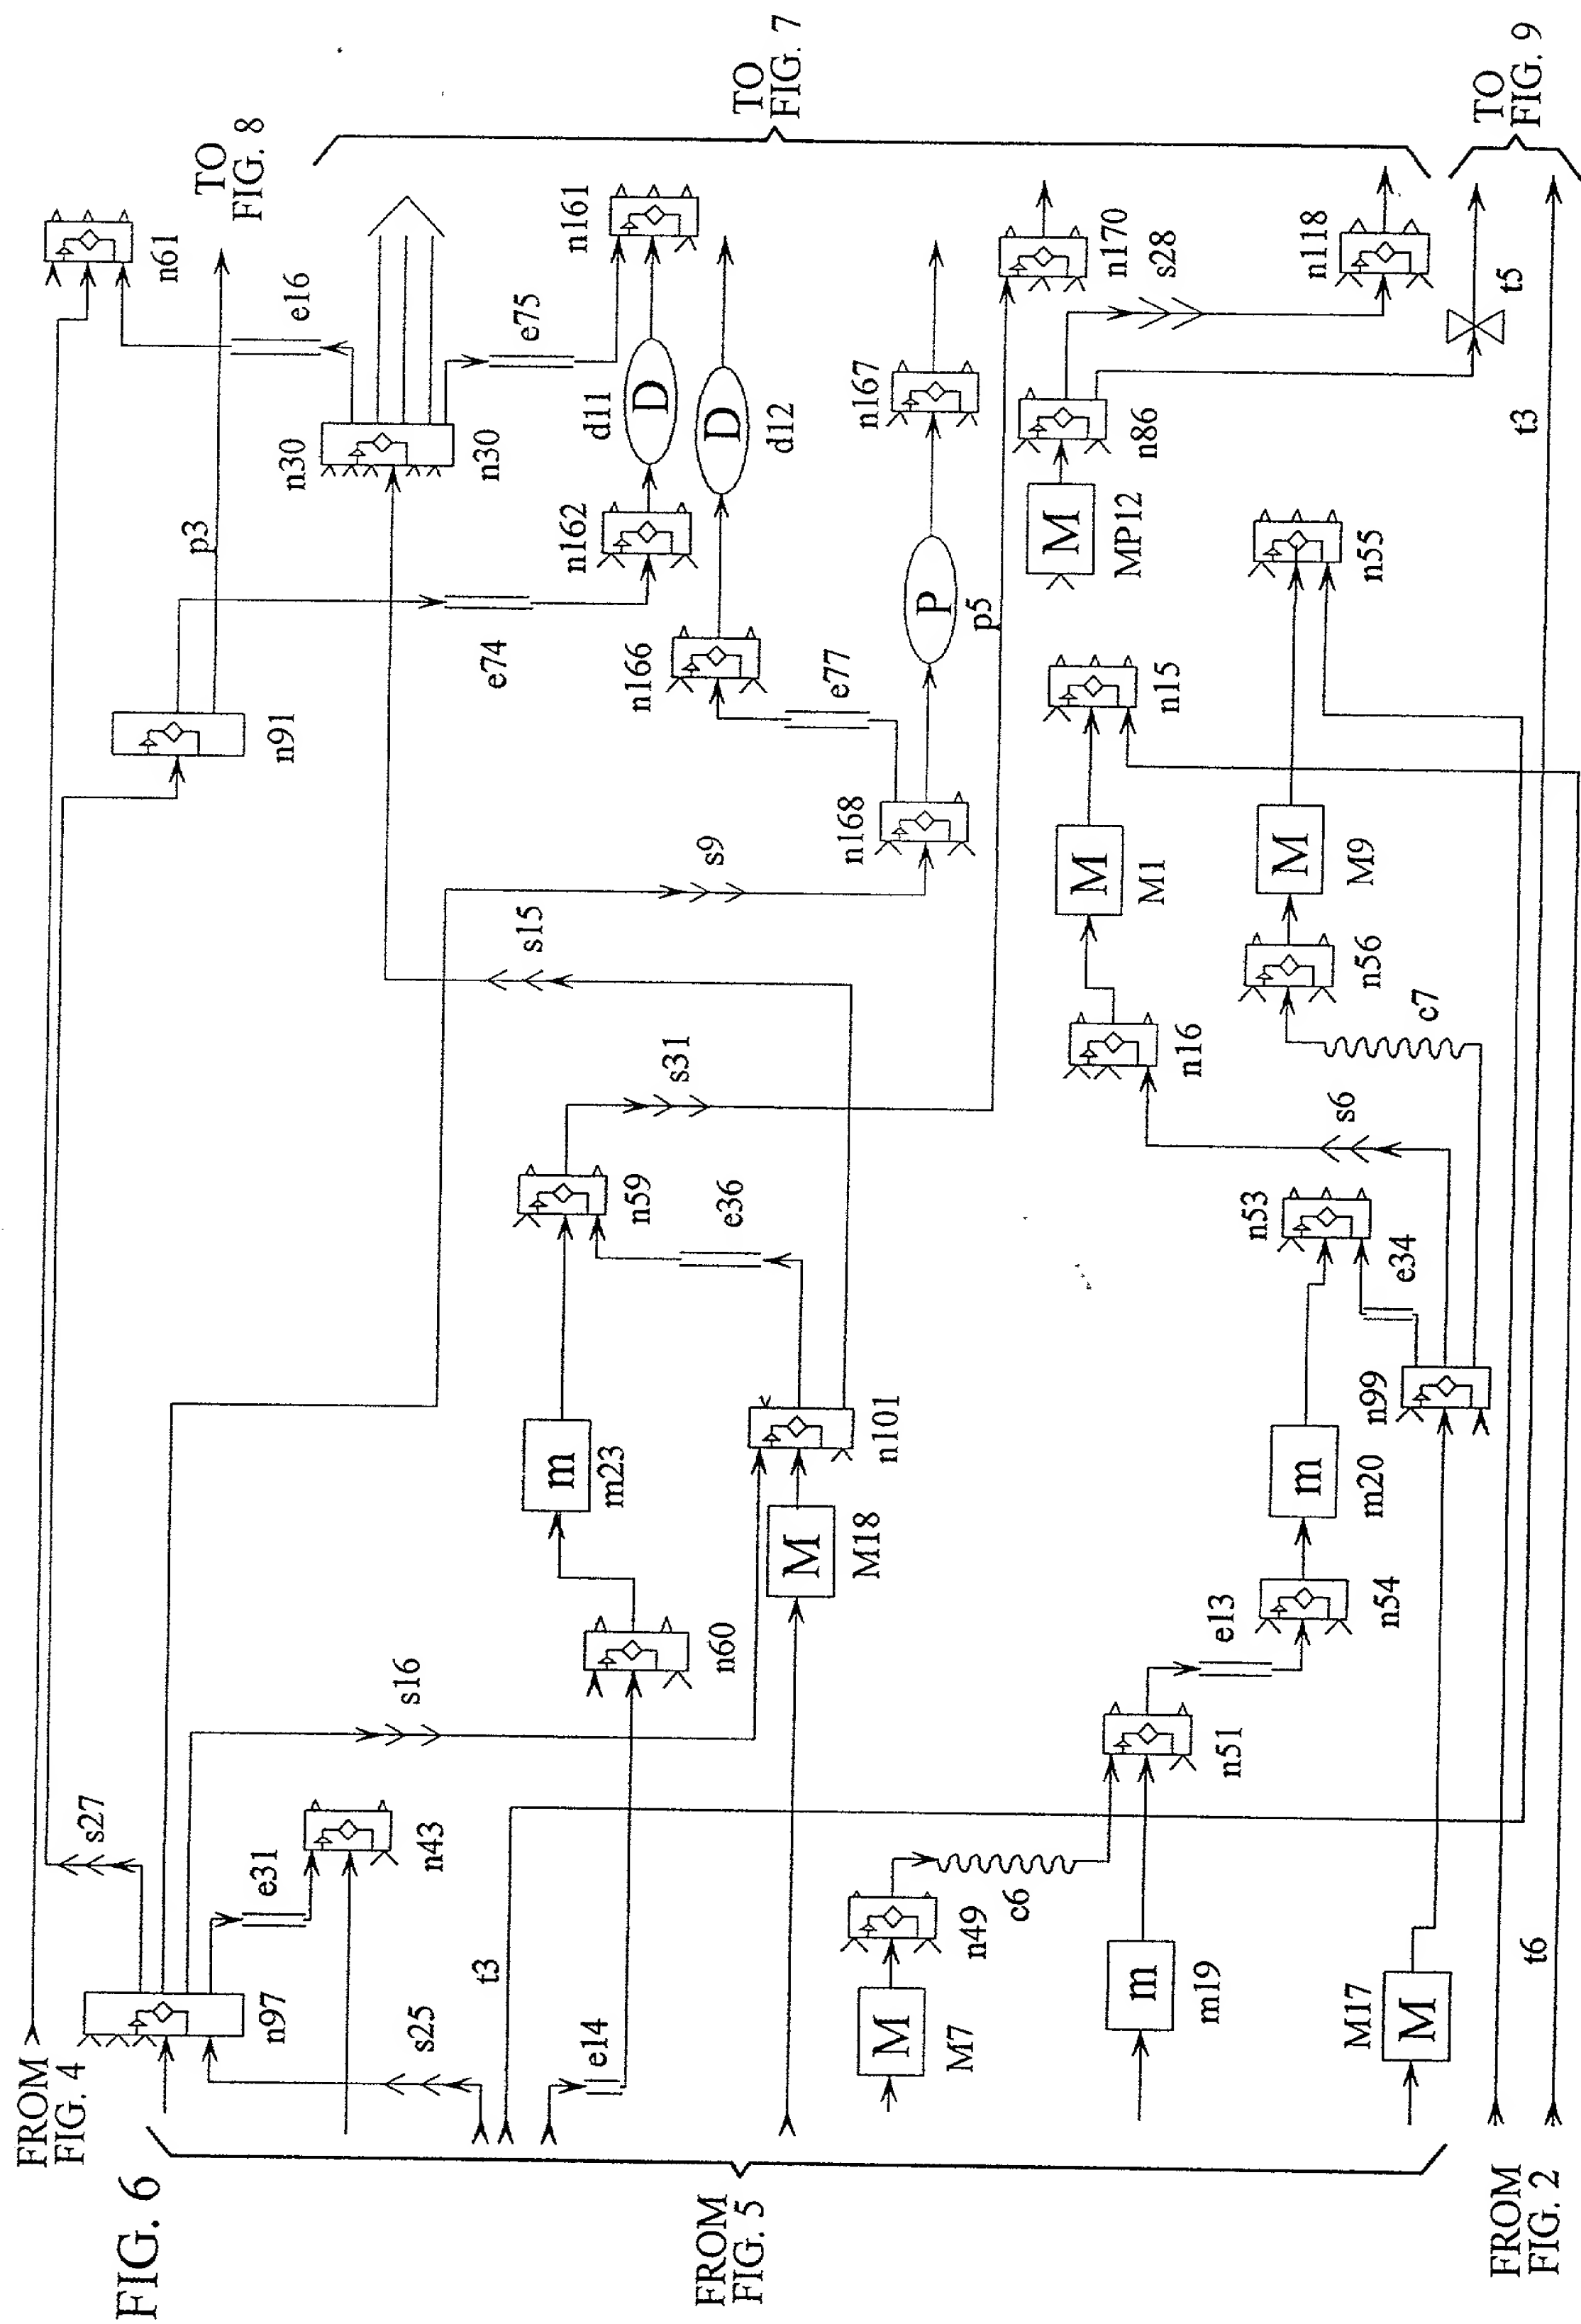 FIG. 6
FROM
FIG. 4
FROM
FIG. 5
FROM
FIG. 2
TO
FIG. 8
TO
FIG. 7
TO
FIG. 9
n97
s27
s25
e31
n43
s16
t3
e14
n60
m
m23
n59
s31
e36
n101
M
M18
s15
s9
n91
p3
e74
n61
e16
n30
n30
e75
n161
D
d11
n162
D
d12
n166
e77
n168
P
p5
n167
n170
s28
n86
M
MP12
n118
t5
t3
M
M7
n49
c6
m
m19
n51
e13
n54
m
m20
n53
e34
n99
M17
M
t6
s6
n16
M
M1
n15
c7
n56
M
M9
n55